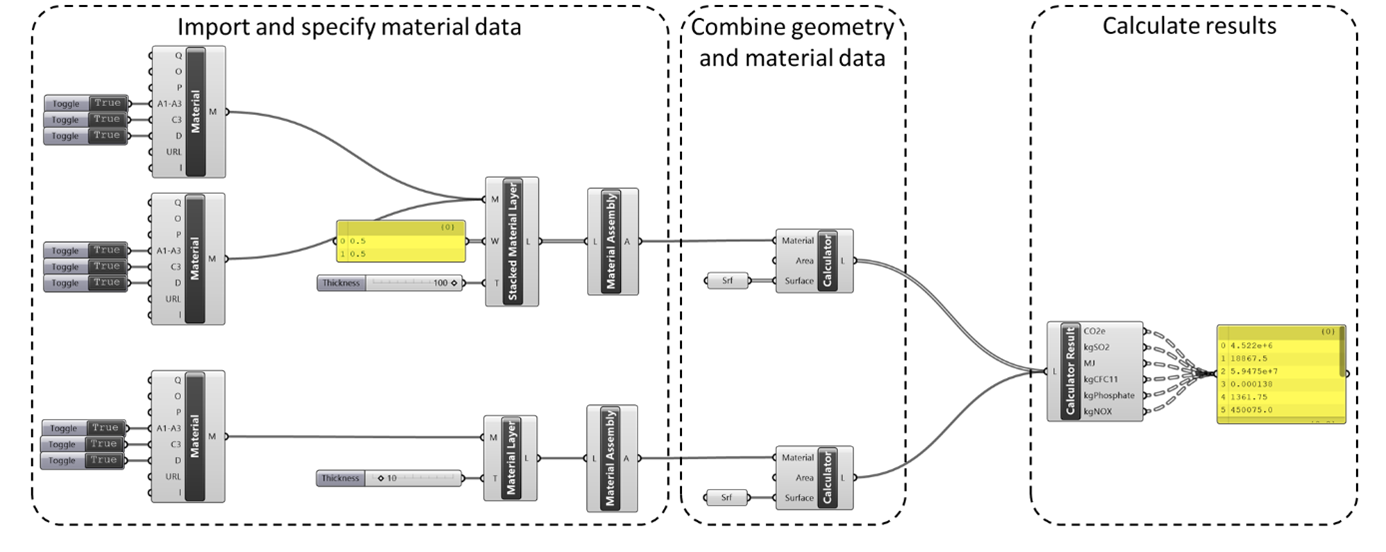 Import and specify material data
Combine geometry
and material data
Calculate results
Q
O
P
Toggle True A1-A3
Toggle True C3
Toggle True D
URL
I
Material
M
Q
O
P
Toggle True A1-A3
Toggle True C3
Toggle True D
URL
I
Material
M
{0}
0 0.5
1 0.5
Thickness 100
M
W
T
Stacked Material Layer
L
L
Material Assembly
A
Material
Area
Srf Surface
Calculator
L
Q
O
P
Toggle True A1-A3
Toggle True C3
Toggle True D
URL
I
Material
M
Thickness 10
M
T
Material Layer
L
L
Material Assembly
A
Material
Area
Srf Surface
Calculator
L
L
Calculator Result
CO2e
kgSO2
MJ
kgCFC11
kgPhosphate
kgNOX
{0}
0 4.522e+6
1 18867.5
2 5.9475e+7
3 0.000138
4 1361.75
5 450075.0